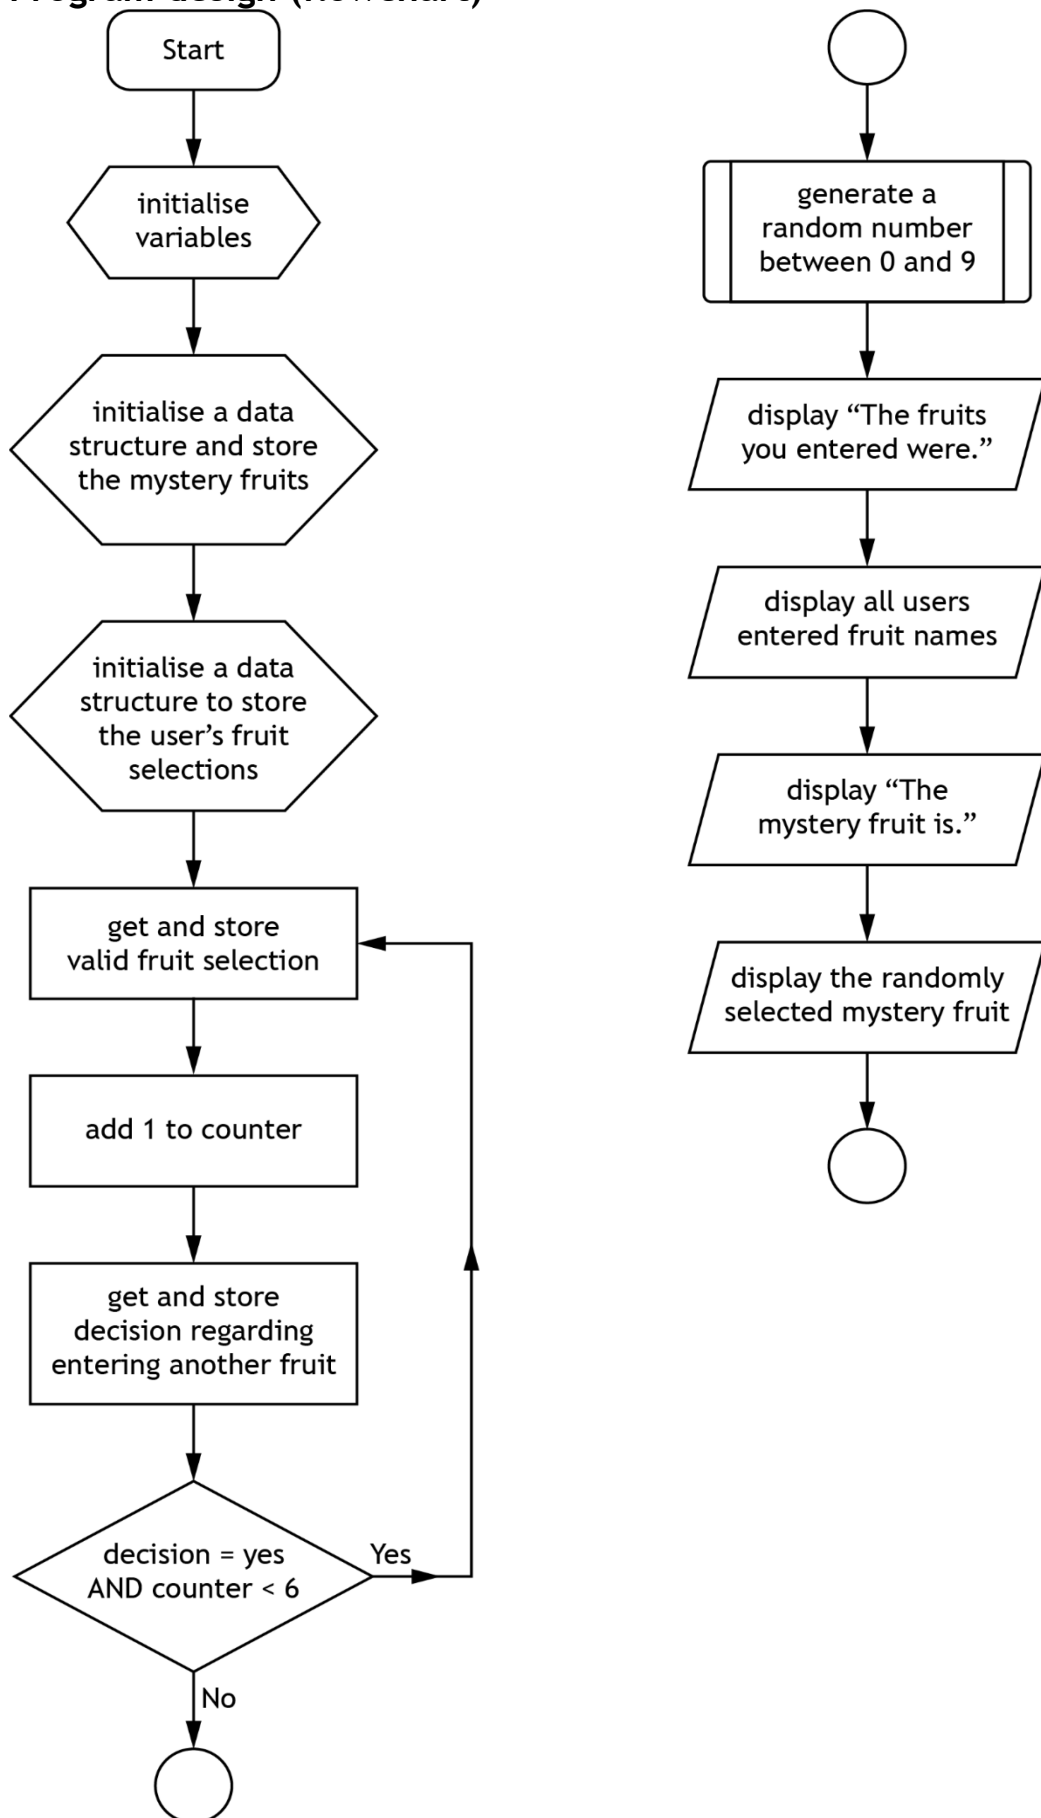 Program design (flowchart)
Start
initialise
variables
initialise a data
structure and store
the mystery fruits
initialise a data
structure to store
the user’s fruit
selections
get and store
valid fruit selection
add 1 to counter
get and store
decision regarding
entering another fruit
decision = yes
AND counter < 6
Yes
No
generate a
random number
between 0 and 9
display “The fruits
you entered were.”
display all users
entered fruit names
display “The
mystery fruit is.”
display the randomly
selected mystery fruit